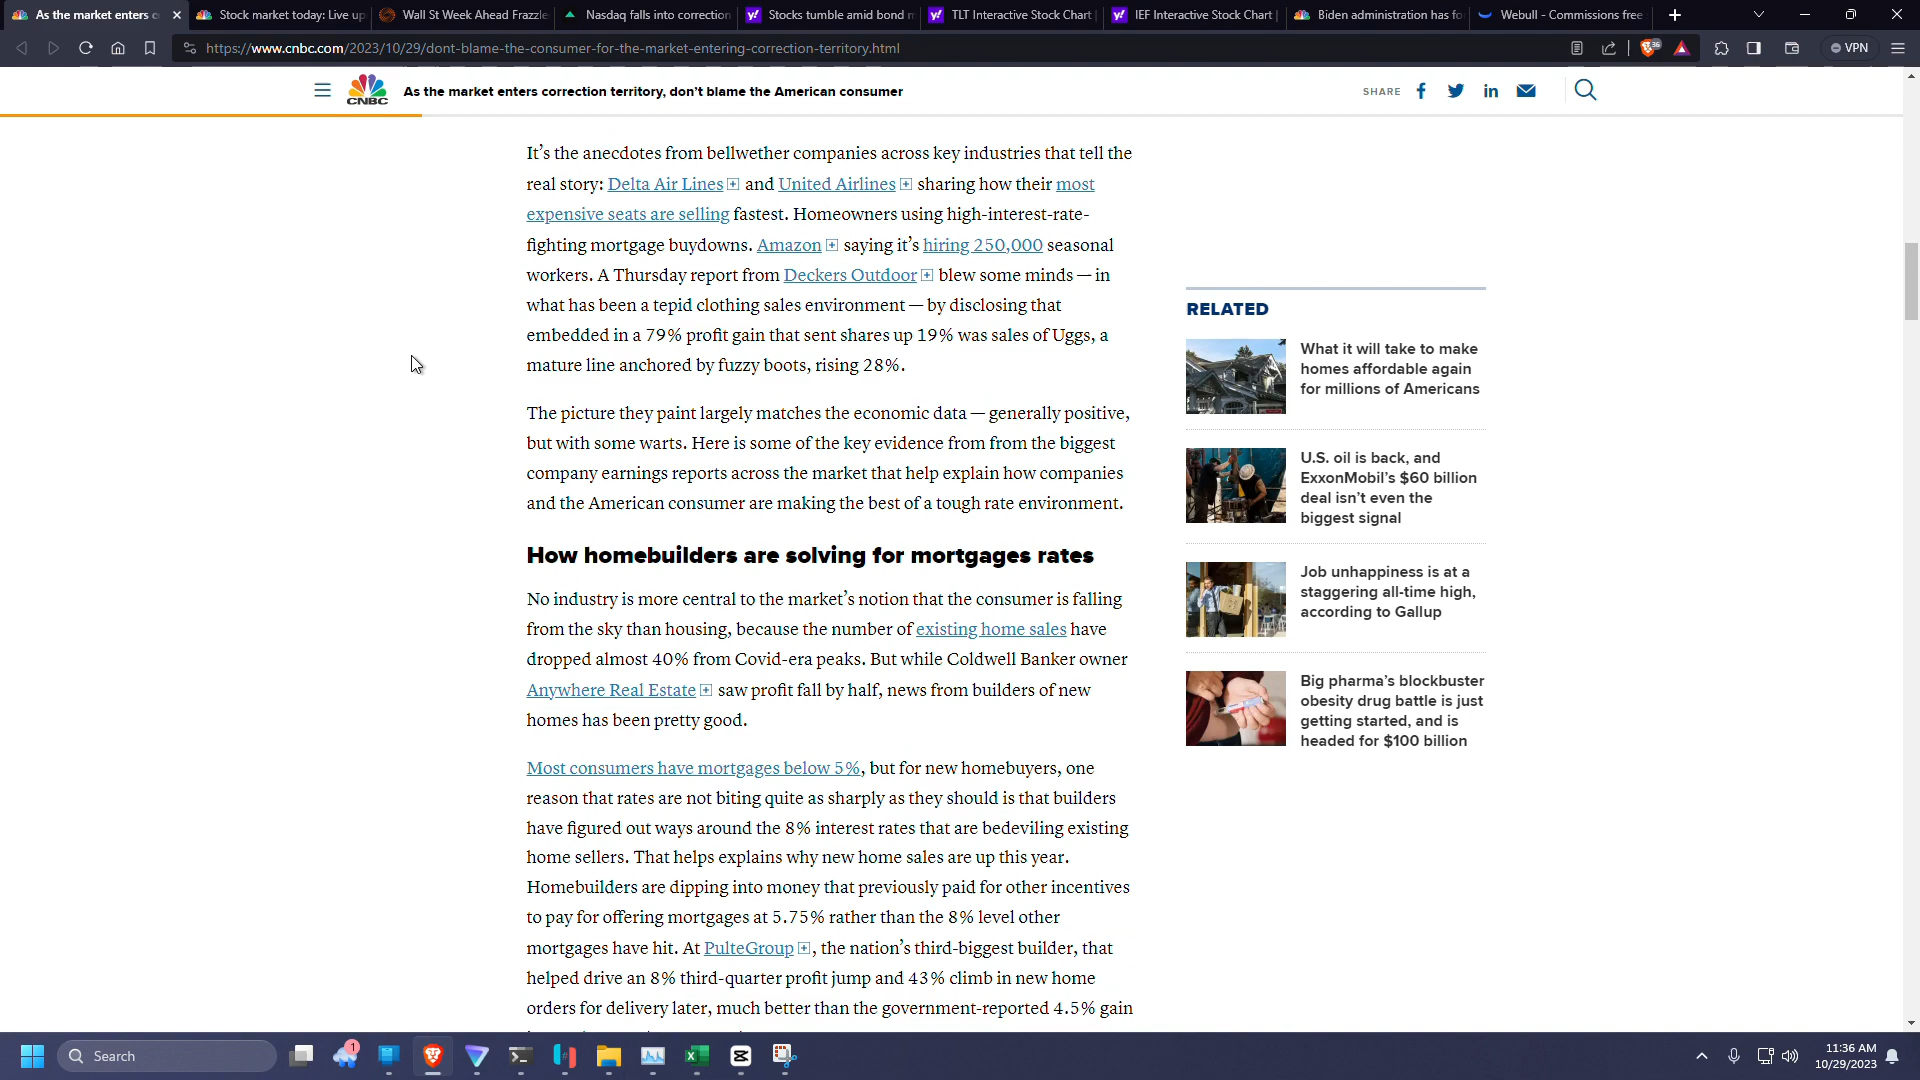 As the market enters c
Stock market today: Live up
Wall St Week Ahead Frazzle
Nasdaq falls into correction
Stocks tumble amid bond m
TLT Interactive Stock Chart |
IEF Interactive Stock Chart |
Biden administration has fo
Webull - Commissions free
https://www.cnbc.com/2023/10/29/dont-blame-the-consumer-for-the-market-entering-correction-territory.html
36
VPN
CNBC
As the market enters correction territory, don’t blame the American consumer
SHARE
It’s the anecdotes from bellwether companies across key industries that tell the
real story: Delta Air Lines and United Airlines sharing how their most
expensive seats are selling fastest. Homeowners using high-interest-rate-
fighting mortgage buydowns. Amazon saying it’s hiring 250,000 seasonal
workers. A Thursday report from Deckers Outdoor blew some minds — in
what has been a tepid clothing sales environment — by disclosing that
embedded in a 79% profit gain that sent shares up 19% was sales of Uggs, a
mature line anchored by fuzzy boots, rising 28%.
The picture they paint largely matches the economic data — generally positive,
but with some warts. Here is some of the key evidence from from the biggest
company earnings reports across the market that help explain how companies
and the American consumer are making the best of a tough rate environment.
How homebuilders are solving for mortgages rates
No industry is more central to the market’s notion that the consumer is falling
from the sky than housing, because the number of existing home sales have
dropped almost 40% from Covid-era peaks. But while Coldwell Banker owner
Anywhere Real Estate saw profit fall by half, news from builders of new
homes has been pretty good.
Most consumers have mortgages below 5%, but for new homebuyers, one
reason that rates are not biting quite as sharply as they should is that builders
have figured out ways around the 8% interest rates that are bedeviling existing
home sellers. That helps explains why new home sales are up this year.
Homebuilders are dipping into money that previously paid for other incentives
to pay for offering mortgages at 5.75% rather than the 8% level other
mortgages have hit. At PulteGroup, the nation’s third-biggest builder, that
helped drive an 8% third-quarter profit jump and 43% climb in new home
orders for delivery later, much better than the government-reported 4.5% gain
RELATED
What it will take to make
homes affordable again
for millions of Americans
U.S. oil is back, and
ExxonMobil’s $60 billion
deal isn’t even the
biggest signal
Job unhappiness is at a
staggering all-time high,
according to Gallup
Big pharma’s blockbuster
obesity drug battle is just
getting started, and is
headed for $100 billion
Search
1
11:36 AM
10/29/2023